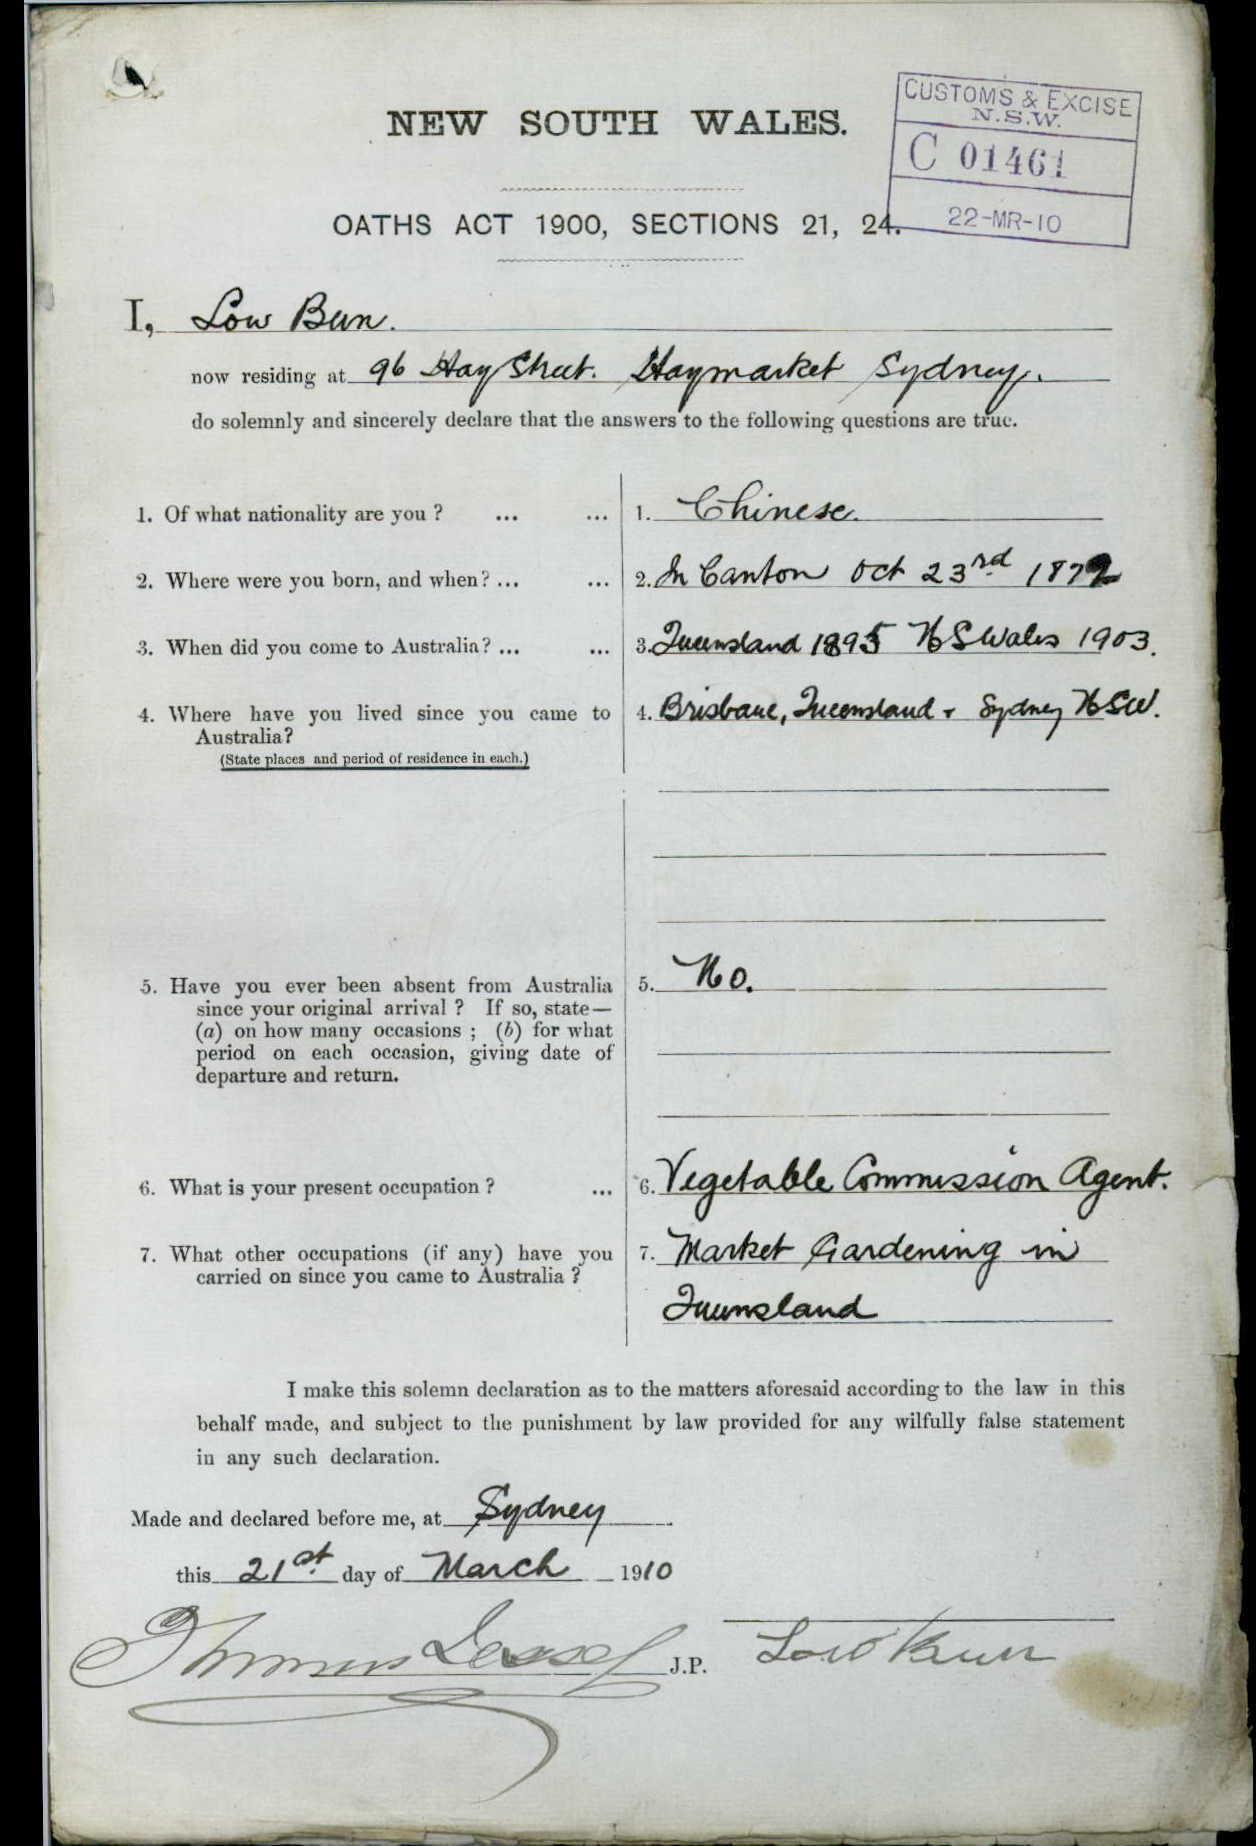 CUSTOMS & EXCISE
N.S.W.
C 01461
22-MR-10
NEW SOUTH WALES.
OATHS ACT 1900, SECTIONS 21, 24.
I, Low Bun.
now residing at 96 Hay Street. Haymarket Sydney.
do solemnly and sincerely declare that the answers to the following questions are true.
1. Of what nationality are you ? ... ... 1. Chinese.
2. Where were you born, and when? ... ... 2. In Canton Oct 23rd 1872
3. When did you come to Australia? ... ... 3. Queensland 1895 NSWales 1903.
4. Where have you lived since you came to 4. Brisbane, Queensland & Sydney NSW.
Australia?
(State places and period of residence in each.)
5. Have you ever been absent from Australia 5. No.
since your original arrival ? If so, state—
(a) on how many occasions ; (b) for what
period on each occasion, giving date of
departure and return.
6. What is your present occupation ? ... 6. Vegetable Commission Agent.
7. What other occupations (if any) have you 7. Market Gardening in
carried on since you came to Australia ?
Queensland
I make this solemn declaration as to the matters aforesaid according to the law in this
behalf made, and subject to the punishment by law provided for any wilfully false statement
in any such declaration.
Made and declared before me, at Sydney
this 21st day of March 1910
Thomas J.P. Low Bun